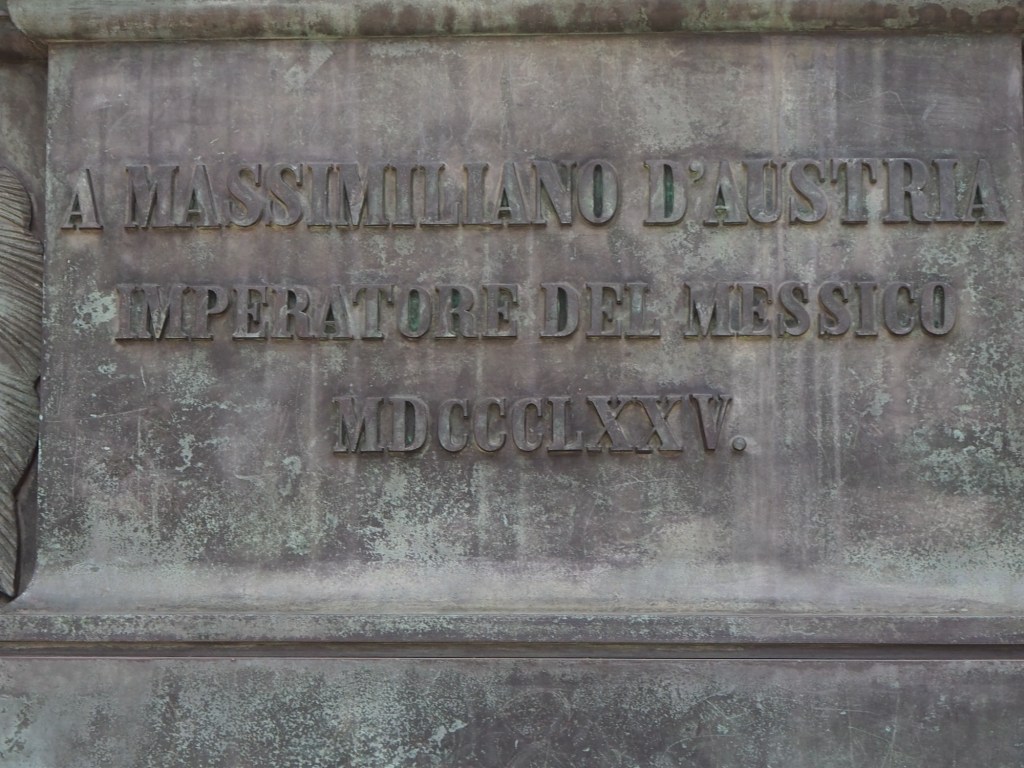 A MASSIMILIANO D'AUSTRIA
IMPERATORE DEL MESSICO
MDCCCLXXV.